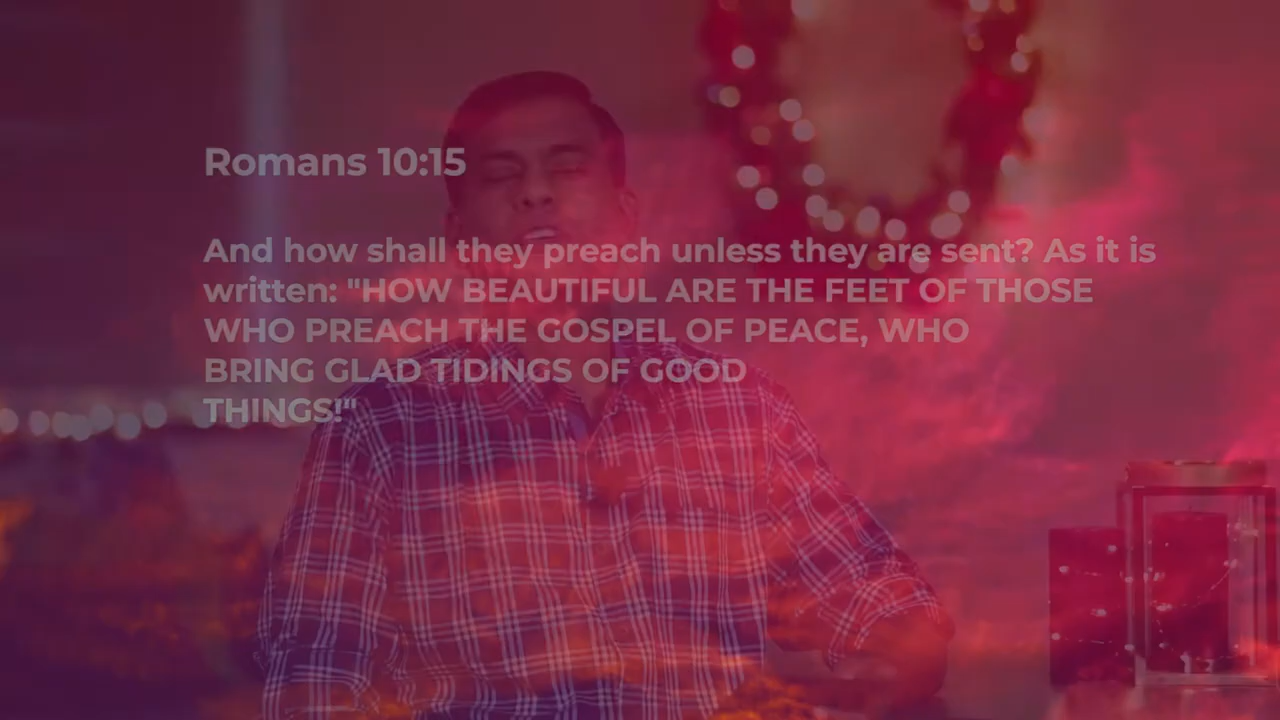 Romans 10:15
And how shall they preach unless they are sent? As it is
written: "HOW BEAUTIFUL ARE THE FEET OF THOSE
WHO PREACH THE GOSPEL OF PEACE, WHO
BRING GLAD TIDINGS OF GOOD
THINGS!"